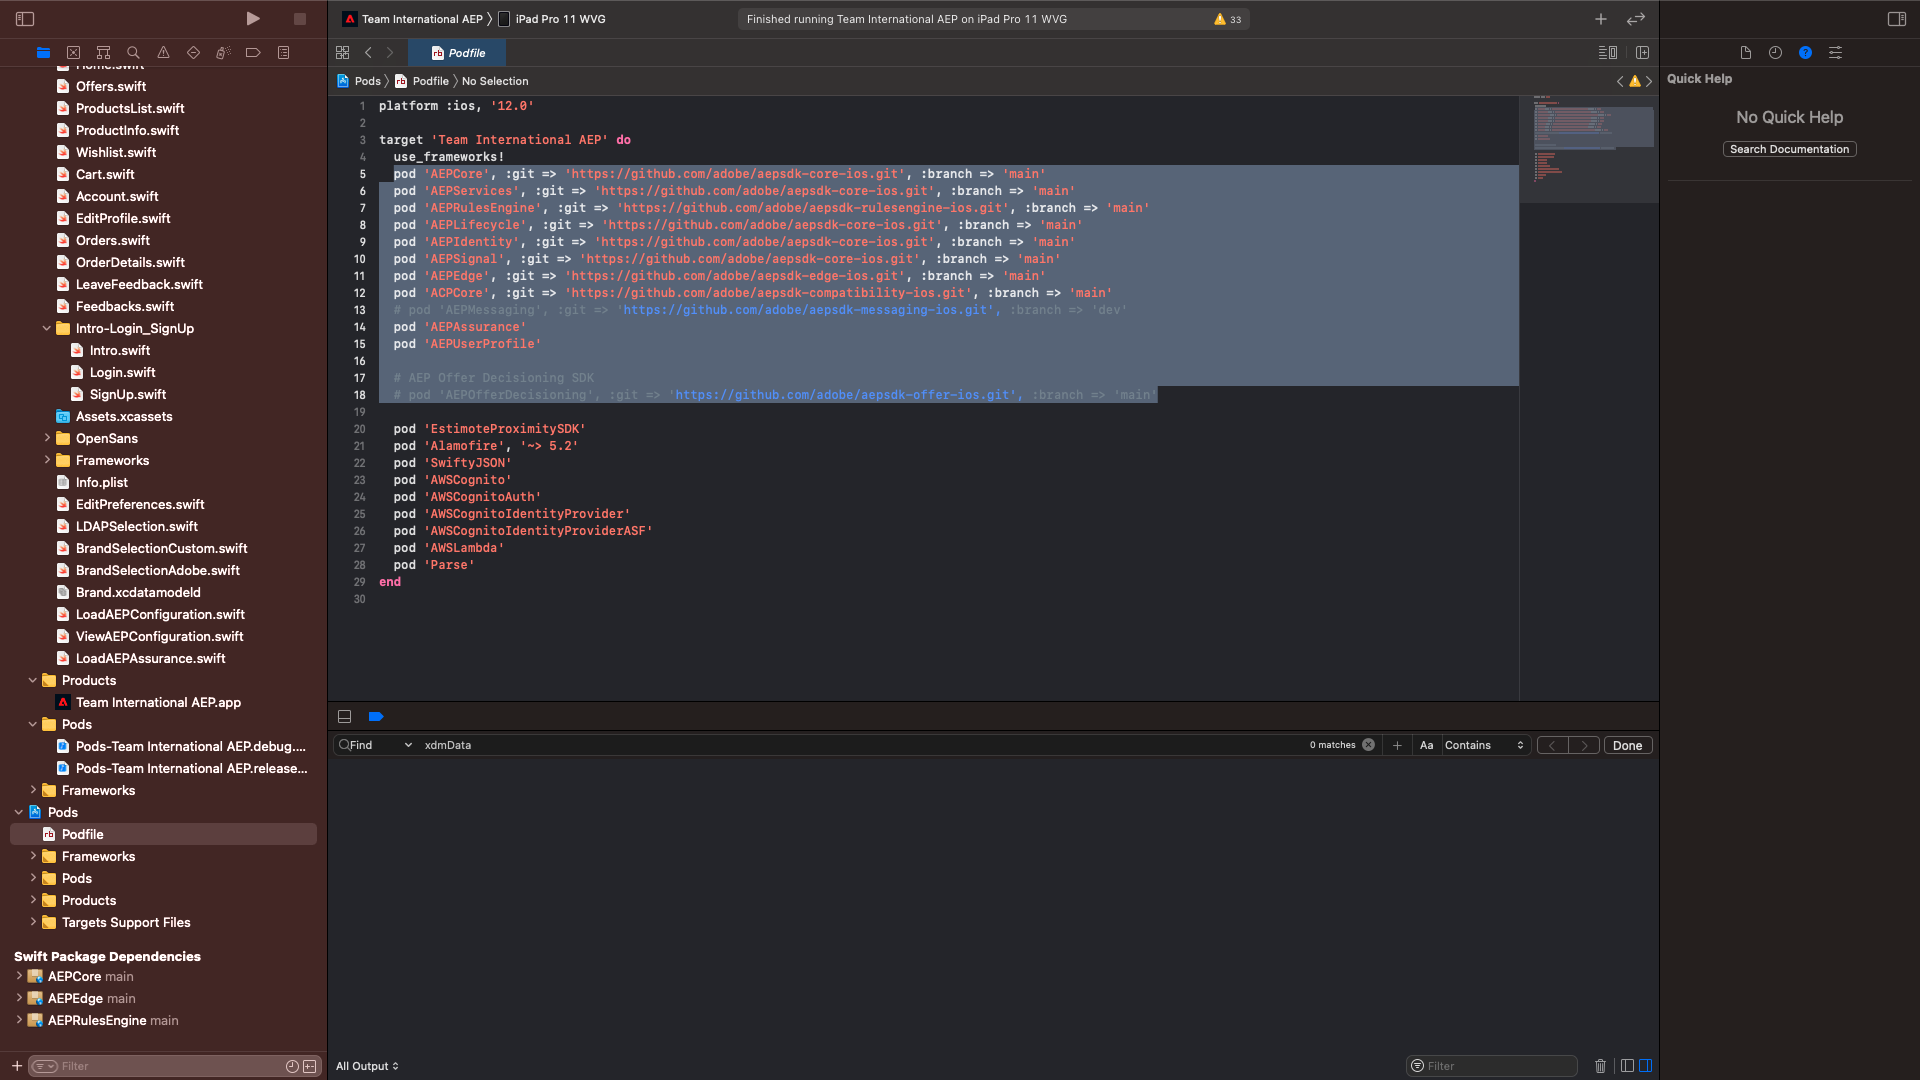 Team International AEP
iPad Pro 11 WVG
Finished running Team International AEP on iPad Pro 11 WVG
33
Podfile
Pods
Podfile
No Selection
Home.swift
Offers.swift
ProductsList.swift
ProductInfo.swift
Wishlist.swift
Cart.swift
Account.swift
EditProfile.swift
Orders.swift
OrderDetails.swift
LeaveFeedback.swift
Feedbacks.swift
Intro-Login_SignUp
Intro.swift
Login.swift
SignUp.swift
Assets.xcassets
OpenSans
Frameworks
Info.plist
EditPreferences.swift
LDAPSelection.swift
BrandSelectionCustom.swift
BrandSelectionAdobe.swift
Brand.xcdatamodeld
LoadAEPConfiguration.swift
ViewAEPConfiguration.swift
LoadAEPAssurance.swift
Products
Team International AEP.app
Pods
Pods-Team International AEP.debug....
Pods-Team International AEP.release...
Frameworks
Pods
Podfile
Frameworks
Pods
Products
Targets Support Files
Swift Package Dependencies
AEPCore main
AEPEdge main
AEPRulesEngine main
Filter
1 platform :ios, '12.0'
2
3 target 'Team International AEP' do
4 use_frameworks!
5 pod 'AEPCore', :git => 'https://github.com/adobe/aepsdk-core-ios.git', :branch => 'main'
6 pod 'AEPServices', :git => 'https://github.com/adobe/aepsdk-core-ios.git', :branch => 'main'
7 pod 'AEPRulesEngine', :git => 'https://github.com/adobe/aepsdk-rulesengine-ios.git', :branch => 'main'
8 pod 'AEPLifecycle', :git => 'https://github.com/adobe/aepsdk-core-ios.git', :branch => 'main'
9 pod 'AEPIdentity', :git => 'https://github.com/adobe/aepsdk-core-ios.git', :branch => 'main'
10 pod 'AEPSignal', :git => 'https://github.com/adobe/aepsdk-core-ios.git', :branch => 'main'
11 pod 'AEPEdge', :git => 'https://github.com/adobe/aepsdk-edge-ios.git', :branch => 'main'
12 pod 'ACPCore', :git => 'https://github.com/adobe/aepsdk-compatibility-ios.git', :branch => 'main'
13 # pod 'AEPMessaging', :git => 'https://github.com/adobe/aepsdk-messaging-ios.git', :branch => 'dev'
14 pod 'AEPAssurance'
15 pod 'AEPUserProfile'
16
17 # AEP Offer Decisioning SDK
18 # pod 'AEPOfferDecisioning', :git => 'https://github.com/adobe/aepsdk-offer-ios.git', :branch => 'main'
19
20 pod 'EstimoteProximitySDK'
21 pod 'Alamofire', '~> 5.2'
22 pod 'SwiftyJSON'
23 pod 'AWSCognito'
24 pod 'AWSCognitoAuth'
25 pod 'AWSCognitoIdentityProvider'
26 pod 'AWSCognitoIdentityProviderASF'
27 pod 'AWSLambda'
28 pod 'Parse'
29 end
30
Find
xdmData
0 matches
Aa
Contains
Done
All Output
Filter
Quick Help
No Quick Help
Search Documentation